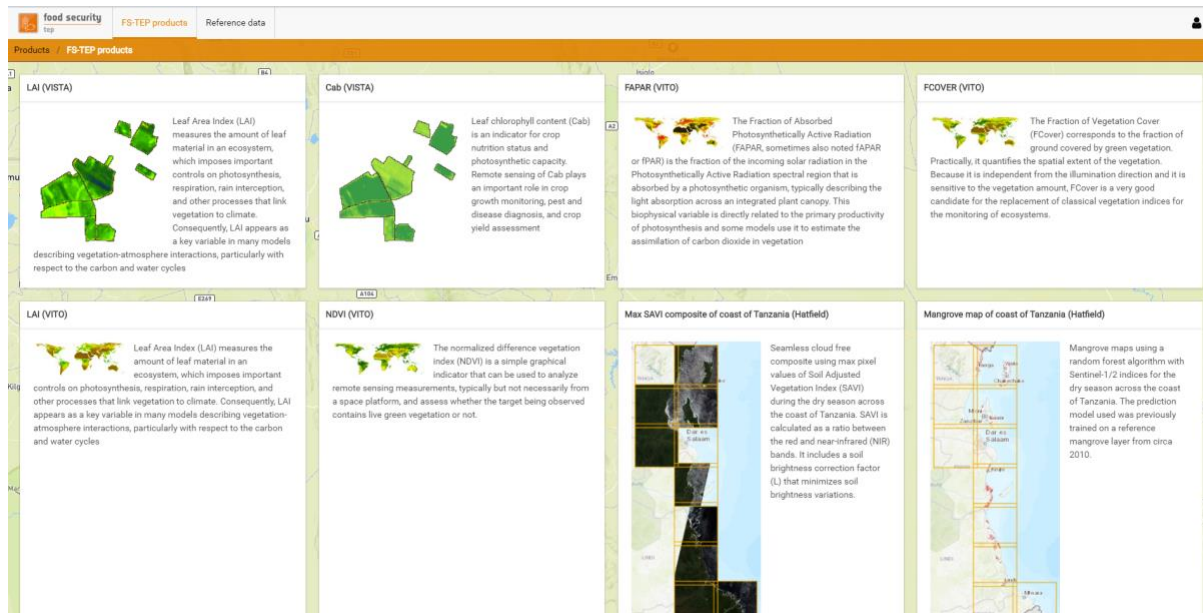 food security
tep
FS-TEP products
Reference data
Products / FS-TEP products
LAI (VISTA)
Leaf Area Index (LAI)
measures the amount of leaf
material in an ecosystem,
which imposes important
controls on photosynthesis,
respiration, rain interception,
and other processes that link
vegetation to climate.
Consequently, LAI appears as
a key variable in many models
describing vegetation-atmosphere interactions, particularly with
respect to the carbon and water cycles
Cab (VISTA)
Leaf chlorophyll content (Cab)
is an indicator for crop
nutrition status and
photosynthetic capacity.
Remote sensing of Cab plays
an important role in crop
growth monitoring, pest and
disease diagnosis, and crop
yield assessment
FAPAR (VITO)
The Fraction of Absorbed
Photosynthetically Active Radiation
(FAPAR, sometimes also noted fAPAR
or fPAR) is the fraction of the incoming solar radiation in the
Photosynthetically Active Radiation spectral region that is
absorbed by a photosynthetic organism, typically describing the
light absorption across an integrated plant canopy. This
biophysical variable is directly related to the primary productivity
of photosynthesis and some models use it to estimate the
assimilation of carbon dioxide in vegetation
FCOVER (VITO)
The Fraction of Vegetation Cover
(FCover) corresponds to the fraction of
ground covered by green vegetation.
Practically, it quantifies the spatial extent of the vegetation.
Because it is independent from the illumination direction and it is
sensitive to the vegetation amount, FCover is a very good
candidate for the replacement of classical vegetation indices for
the monitoring of ecosystems.
A2
E249
A104
LAI (VITO)
Leaf Area Index (LAI) measures the
amount of leaf material in an
ecosystem, which imposes important
controls on photosynthesis, respiration, rain interception, and
other processes that link vegetation to climate. Consequently, LAI
appears as a key variable in many models describing vegetation-
atmosphere interactions, particularly with respect to the carbon
and water cycles
NDVI (VITO)
The normalized difference vegetation
index (NDVI) is a simple graphical
indicator that can be used to analyze
remote sensing measurements, typically but not necessarily from
a space platform, and assess whether the target being observed
contains live green vegetation or not.
Max SAVI composite of coast of Tanzania (Hatfield)
Dar es
Salaam
Seamless cloud free
composite using max pixel
values of Soil Adjusted
Vegetation Index (SAVI)
during the dry season across
the coast of Tanzania. SAVI is
calculated as a ratio between
the red and near-infrared (NIR)
bands. It includes a soil
brightness correction factor
(L) that minimizes soil
brightness variations.
Mangrove map of coast of Tanzania (Hatfield)
Dar es
Salaam
Mangrove maps using a
random forest algorithm with
Sentinel-1/2 indices for the
dry season across the coast
of Tanzania. The prediction
model used was previously
trained on a reference
mangrove layer from circa
2010.